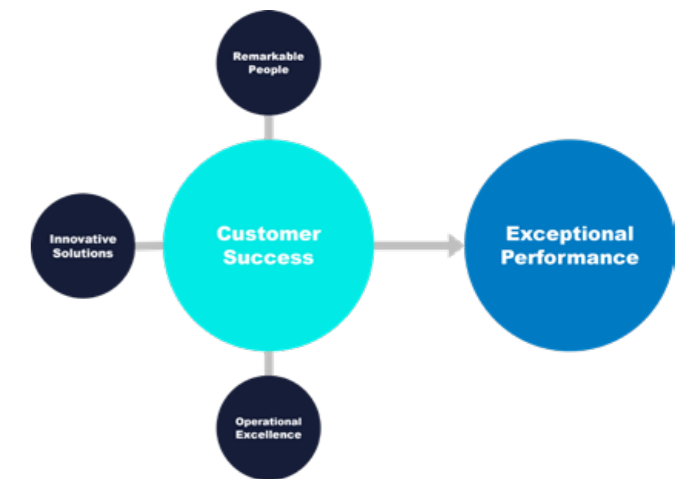 Remarkable
People
Innovative
Solutions
Customer
Success
Exceptional
Performance
Operational
Excellence